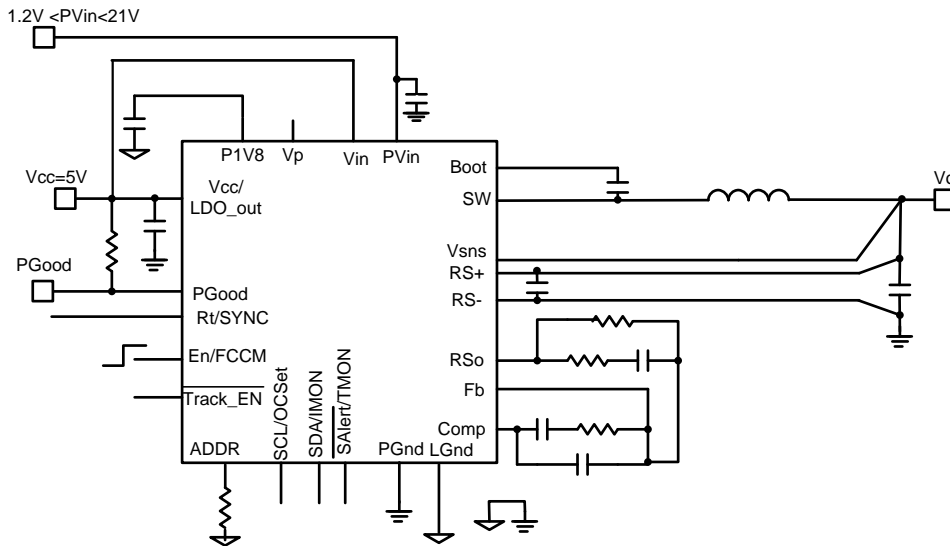 1.2V <PVin<21V
P1V8
Vp
Vin
PVin
Boot
Vcc=5V
Vcc/
LDO_out
SW
Vsns
PGood
RS+
RS-
PGood
Rt/SYNC
En/FCCM
RSo
Track_EN
Fb
Comp
ADDR
SCL/OCSet
SDA/IMON
SAlert/TMON
PGnd
LGnd